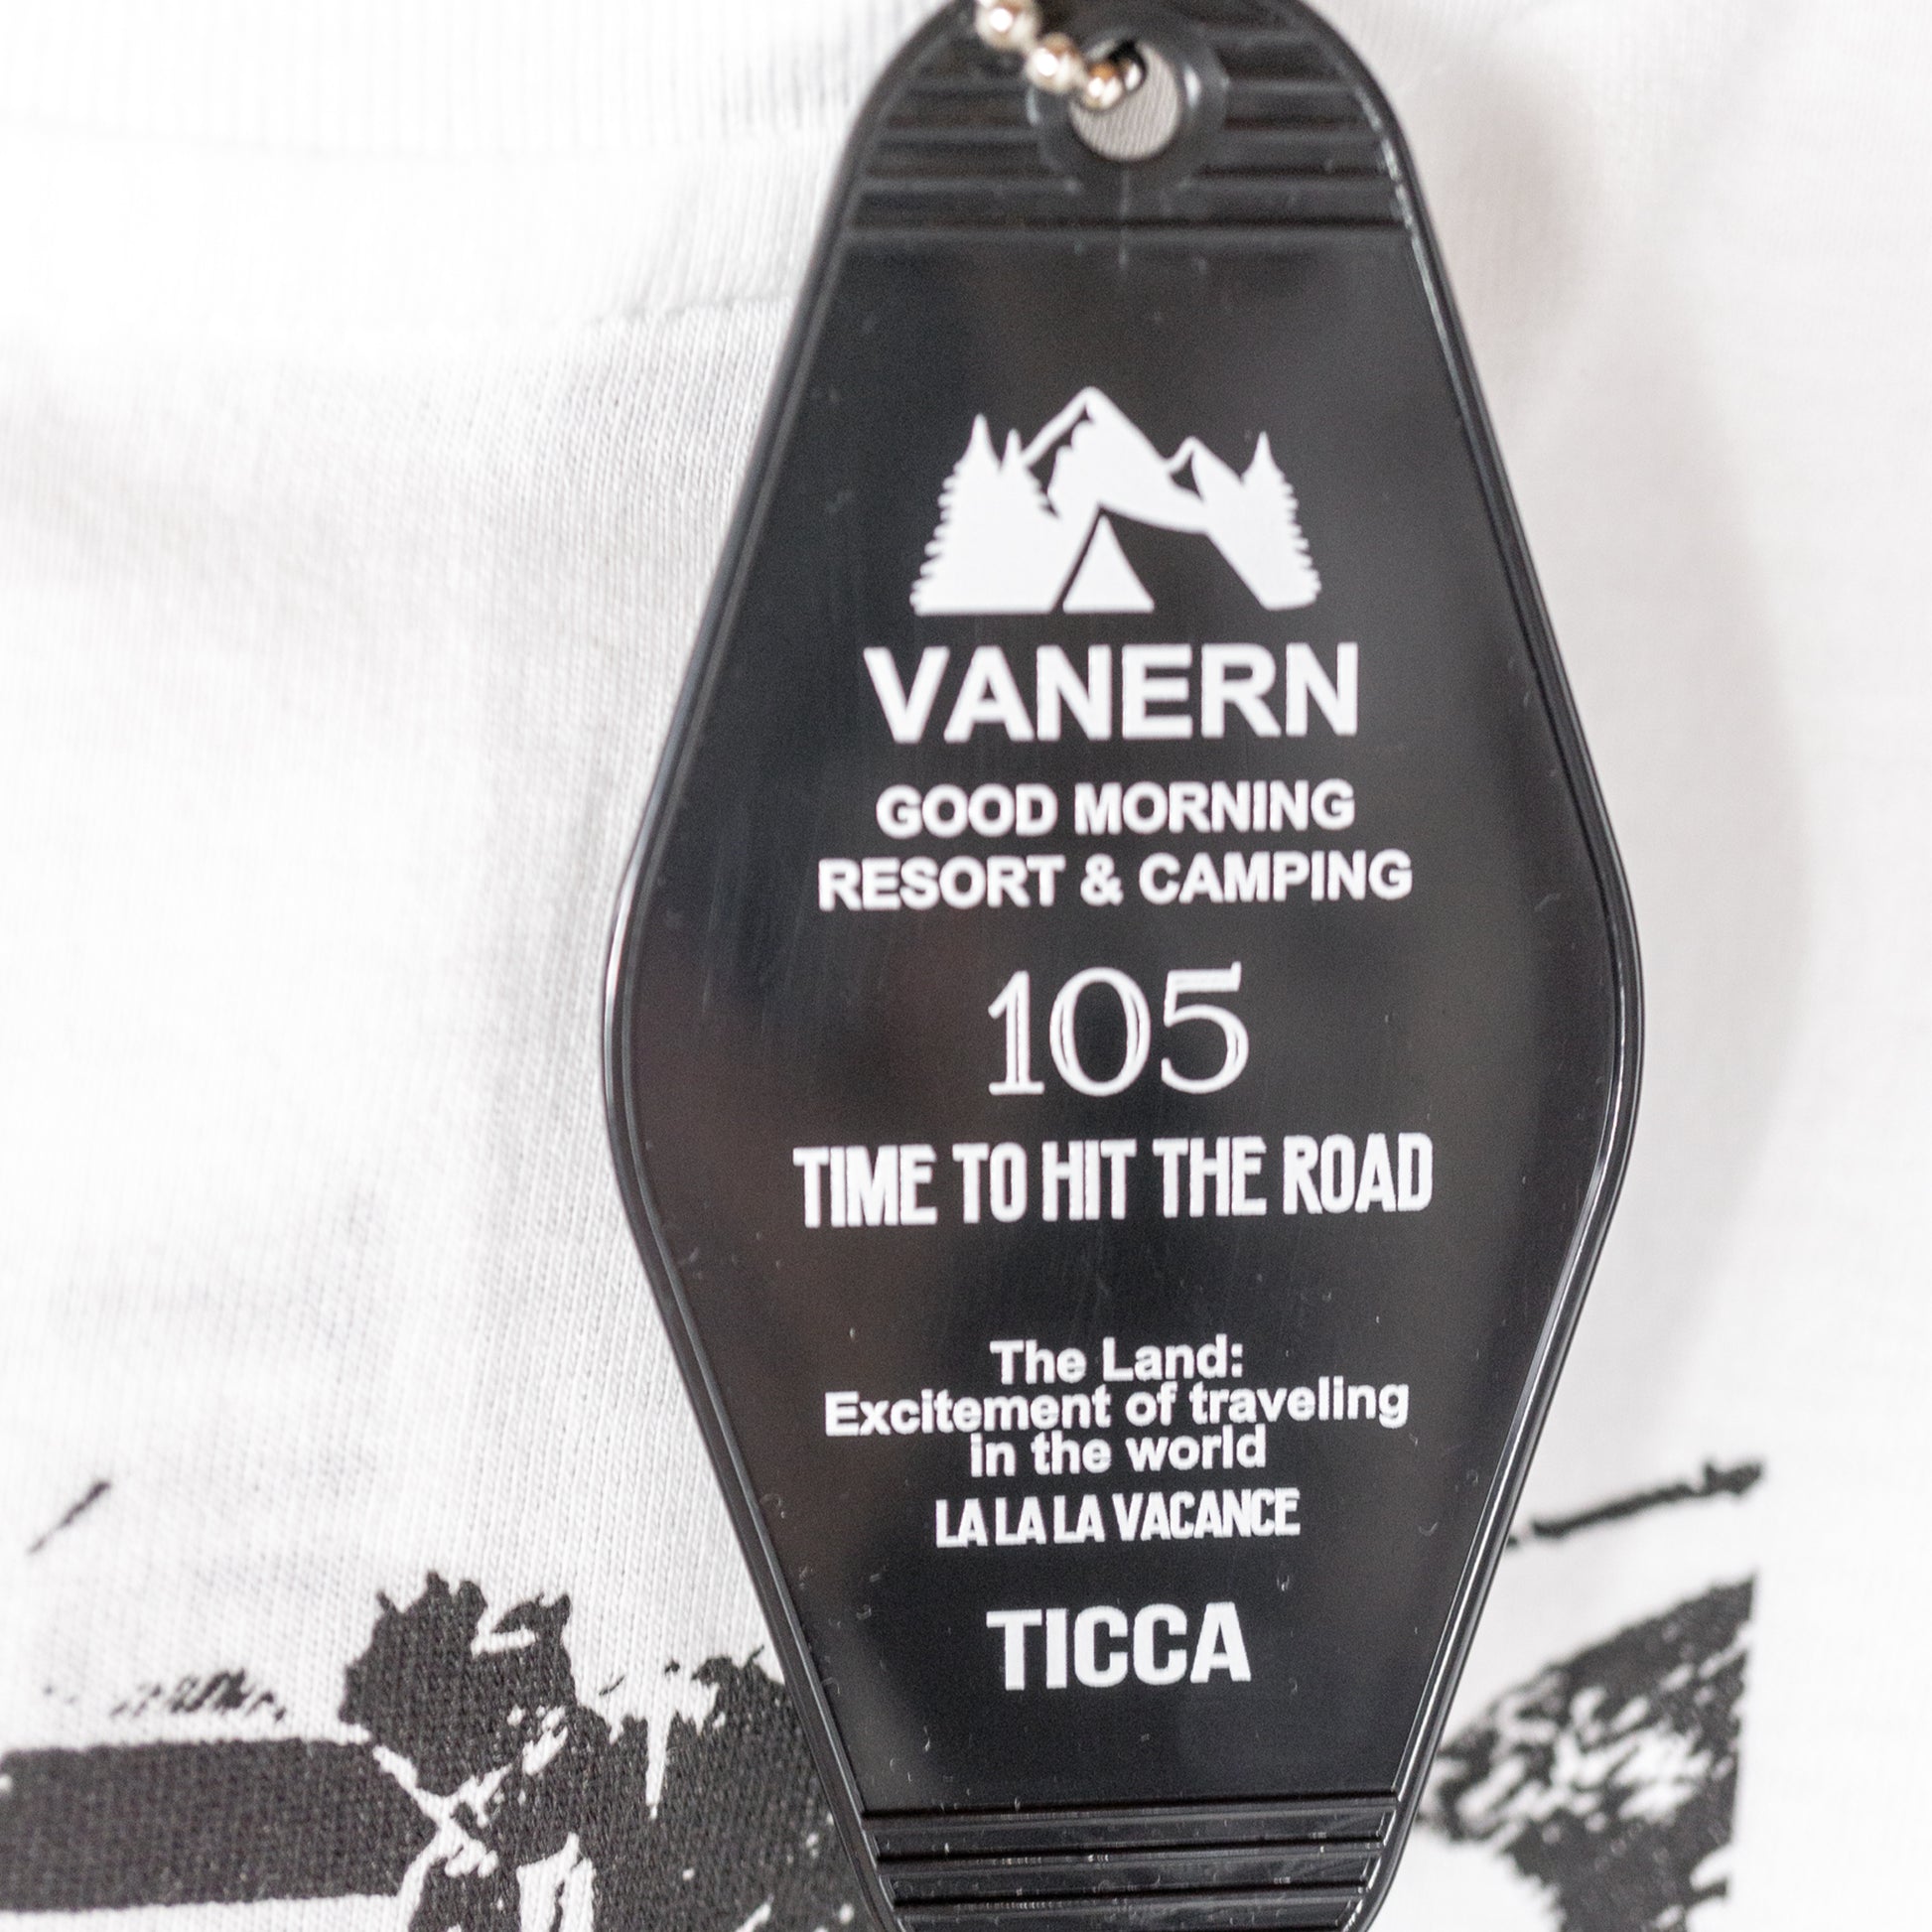 VANERN
GOOD MORNING
RESORT & CAMPING
105
TIME TO HIT THE ROAD
The Land:
Excitement of traveling
in the world
LA LA LA VACANCE
TICCA